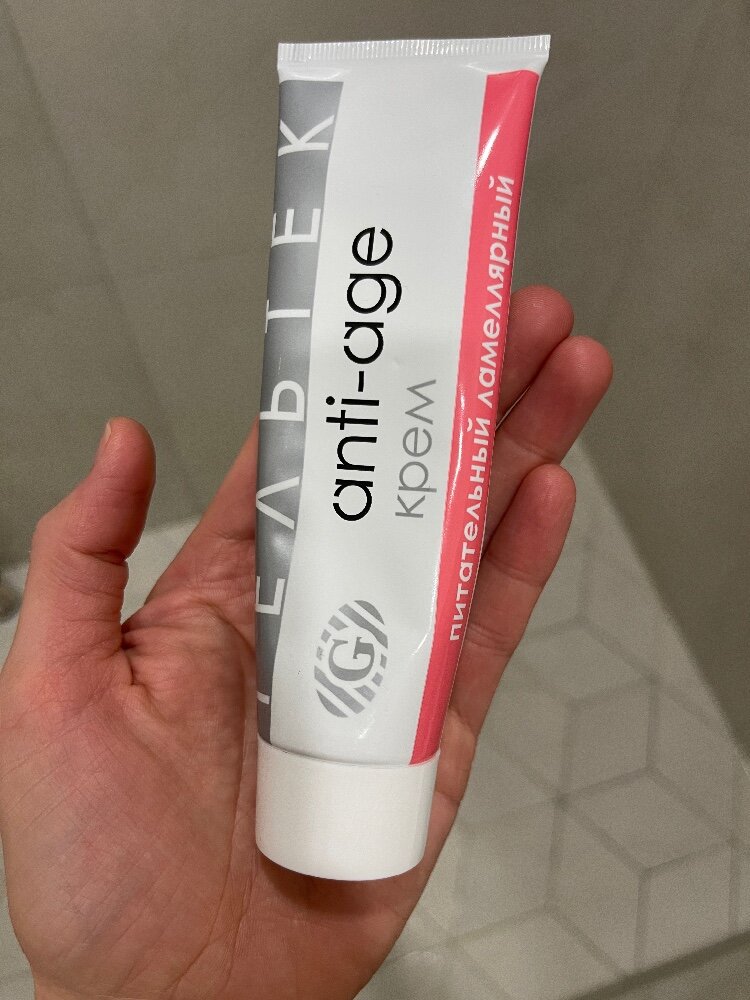 ГЕЛЬТЕК
anti-age
крем
питательный ламеллярный
G